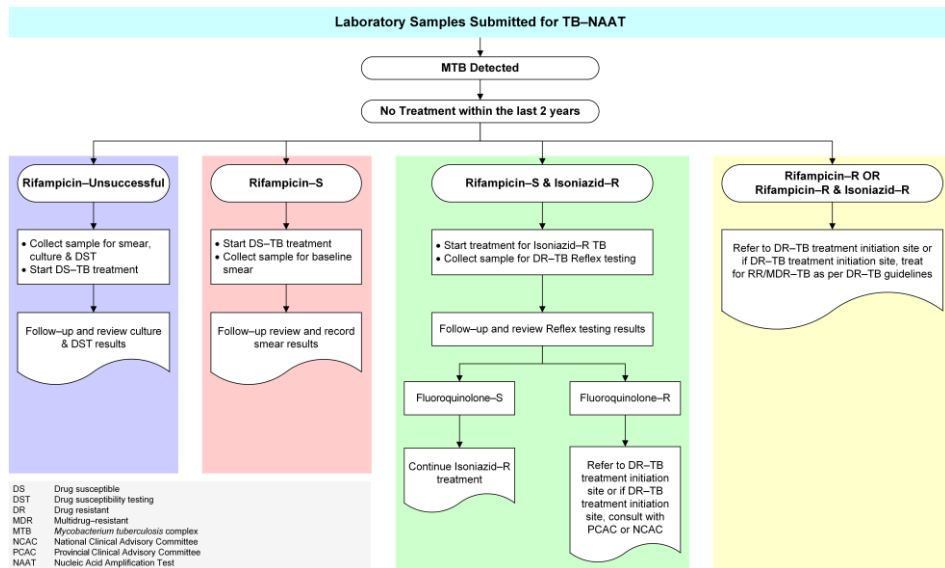 Laboratory Samples Submitted for TB–NAAT
MTB Detected
No Treatment within the last 2 years
Rifampicin–Unsuccessful
• Collect sample for smear,
culture & DST
• Start DS–TB treatment
Follow–up and review culture
& DST results
Rifampicin–S
• Start DS–TB treatment
• Collect sample for baseline
smear
Follow–up review and record
smear results
Rifampicin–S & Isoniazid–R
• Start treatment for Isoniazid–R TB
• Collect sample for DR–TB Reflex testing
Follow–up and review Reflex testing results
Fluoroquinolone–S
Continue Isoniazid–R
treatment
Fluoroquinolone–R
Refer to DR–TB
treatment initiation
site or if DR–TB
treatment initiation
site, consult with
PCAC or NCAC
Rifampicin–R OR
Rifampicin–R & Isoniazid–R
Refer to DR–TB treatment initiation site or
if DR–TB treatment initiation site, treat
for RR/MDR–TB as per DR–TB guidelines
DS Drug susceptible
DST Drug susceptibility testing
DR Drug resistant
MDR Multidrug–resistant
MTB Mycobacterium tuberculosis complex
NCAC National Clinical Advisory Committee
PCAC Provincial Clinical Advisory Committee
NAAT Nucleic Acid Amplification Test